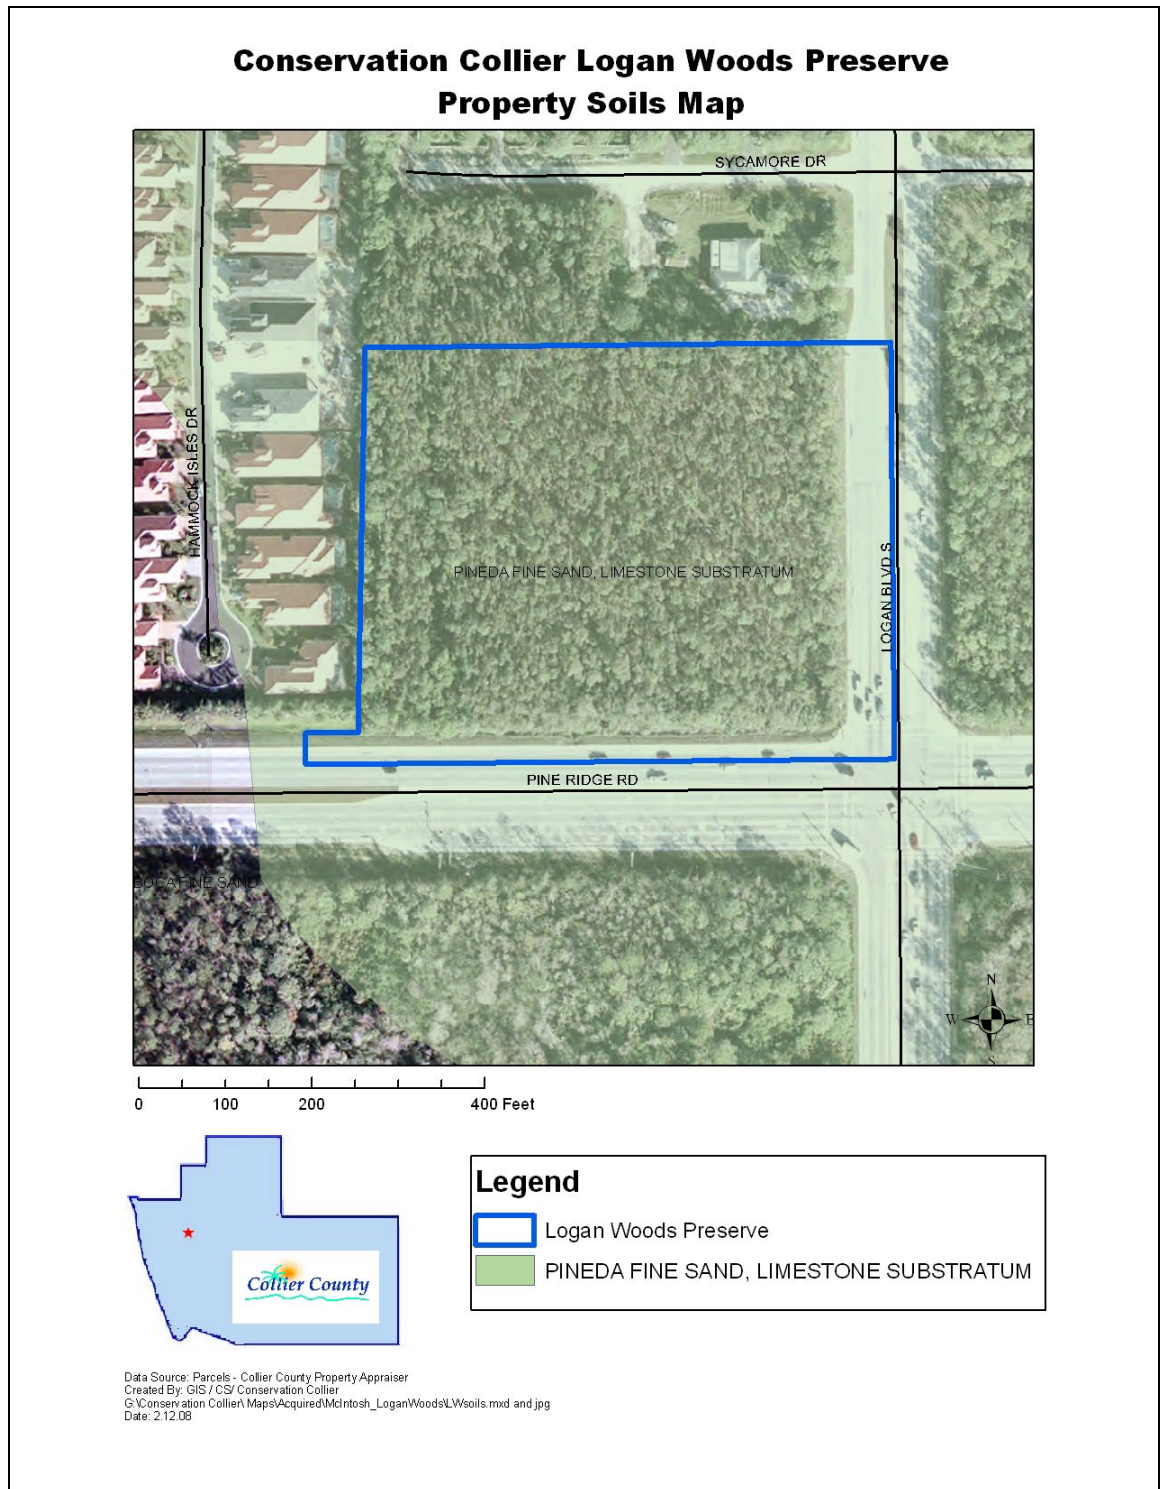 Conservation Collier Logan Woods Preserve
Property Soils Map
SYCAMORE DR
HAMMOCK ISLES DR
PINEDA FINE SAND, LIMESTONE SUBSTRATUM
LOGAN BLVD S
PINE RIDGE RD
BOCA FINE SAND
N
W E
S
0 100 200 400 Feet
Legend
Logan Woods Preserve
PINEDA FINE SAND, LIMESTONE SUBSTRATUM
Collier County
Data Source: Parcels - Collier County Property Appraiser
Created By: GIS / CS/ Conservation Collier
G:\Conservation Collier\ Maps\Acquired\McIntosh_LoganWoods\LWsoils.mxd and jpg
Date: 2.12.08